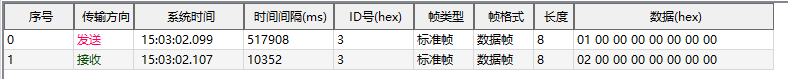 序号 传输方向 系统时间 时间间隔(ms) ID号(hex) 帧类型 帧格式 长度 数据(hex)
0 发送 15:03:02.099 517908 3 标准帧 数据帧 8 01 00 00 00 00 00 00 00
1 接收 15:03:02.107 10352 3 标准帧 数据帧 8 02 00 00 00 00 00 00 00